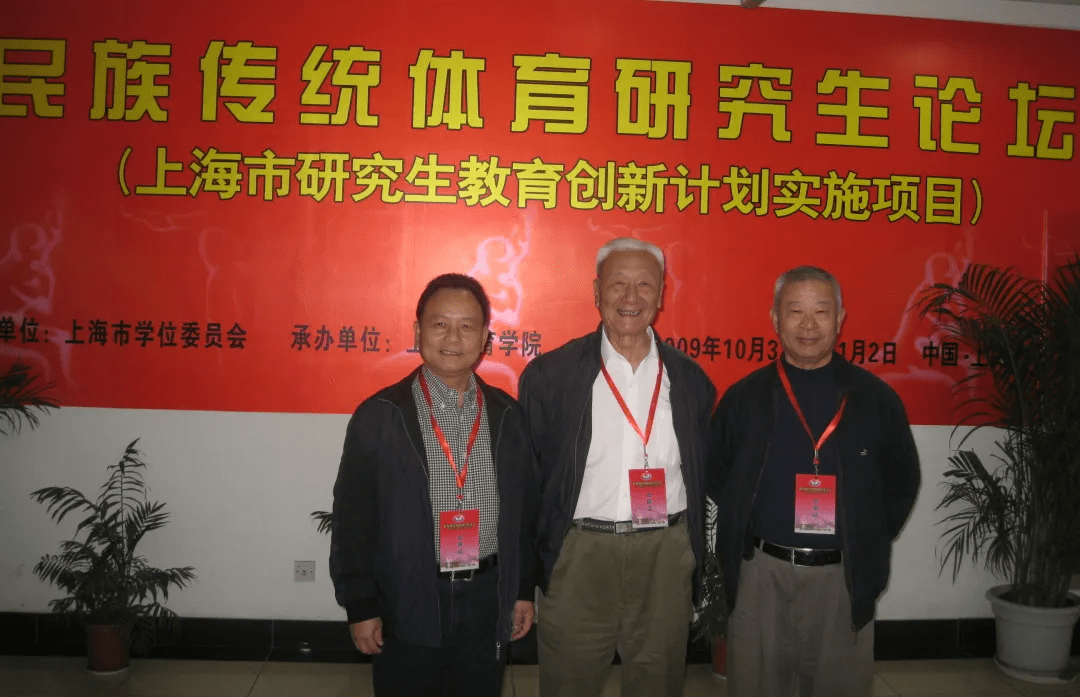 民族传统体育研究生论坛
（上海市研究生教育创新计划实施项目）
单位：上海市学位委员会 承办单位：上 育学院 009年10月3 1月2日 中国·上